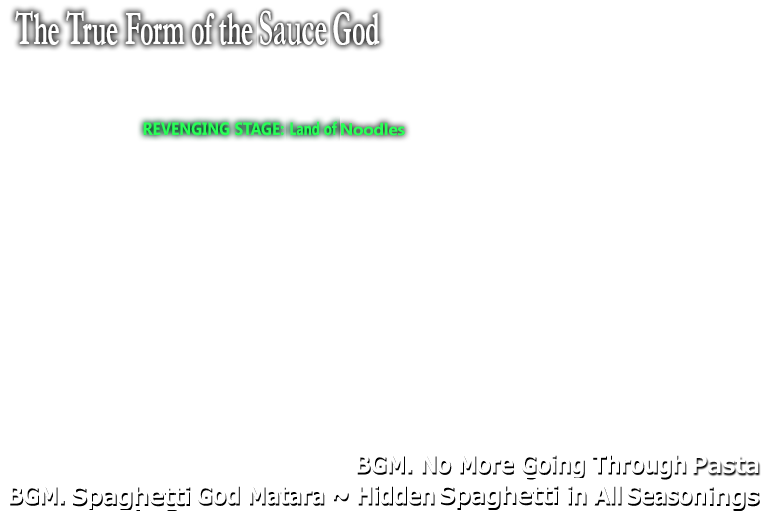 The True Form of the Sauce God
REVENGING STAGE: Land of Noodles
BGM. No More Going Through Pasta
BGM. Spaghetti God Matara ~ Hidden Spaghetti in All Seasonings